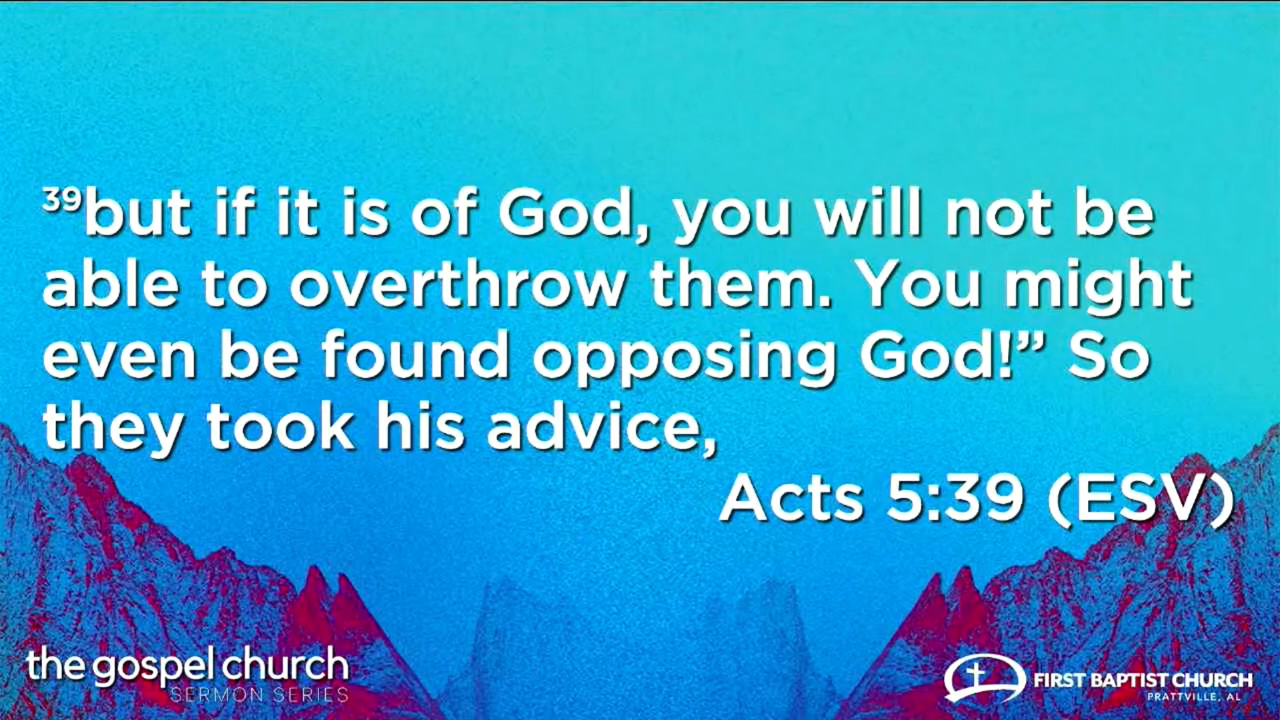 ³⁹but if it is of God, you will not be
able to overthrow them. You might
even be found opposing God!” So
they took his advice,
Acts 5:39 (ESV)
the gospel church
SERMON SERIES
FIRST BAPTIST CHURCH
PRATTVILLE, AL